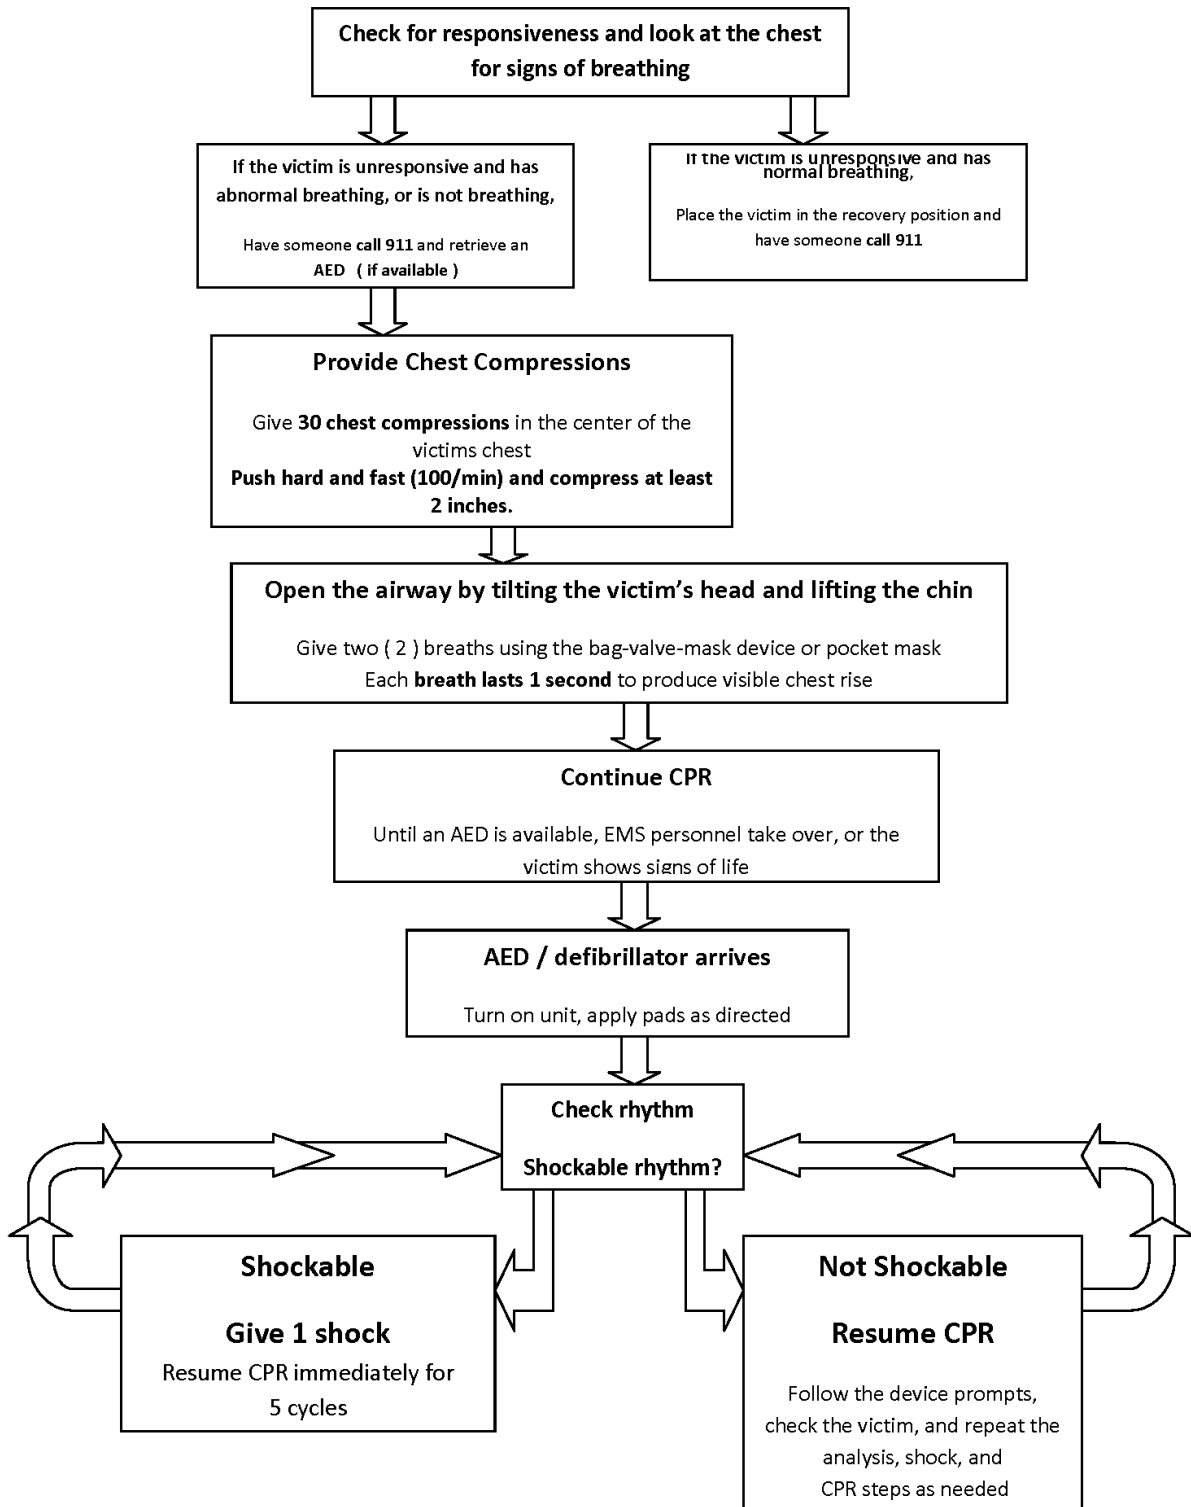 Check for responsiveness and look at the chest
for signs of breathing
If the victim is unresponsive and has
abnormal breathing, or is not breathing,
Have someone call 911 and retrieve an
AED ( if available )
If the victim is unresponsive and has
normal breathing,
Place the victim in the recovery position and
have someone call 911
Provide Chest Compressions
Give 30 chest compressions in the center of the
victims chest
Push hard and fast (100/min) and compress at least
2 inches.
Open the airway by tilting the victim’s head and lifting the chin
Give two ( 2 ) breaths using the bag-valve-mask device or pocket mask
Each breath lasts 1 second to produce visible chest rise
Continue CPR
Until an AED is available, EMS personnel take over, or the
victim shows signs of life
AED / defibrillator arrives
Turn on unit, apply pads as directed
Check rhythm
Shockable rhythm?
Shockable
Give 1 shock
Resume CPR immediately for
5 cycles
Not Shockable
Resume CPR
Follow the device prompts,
check the victim, and repeat the
analysis, shock, and
CPR steps as needed